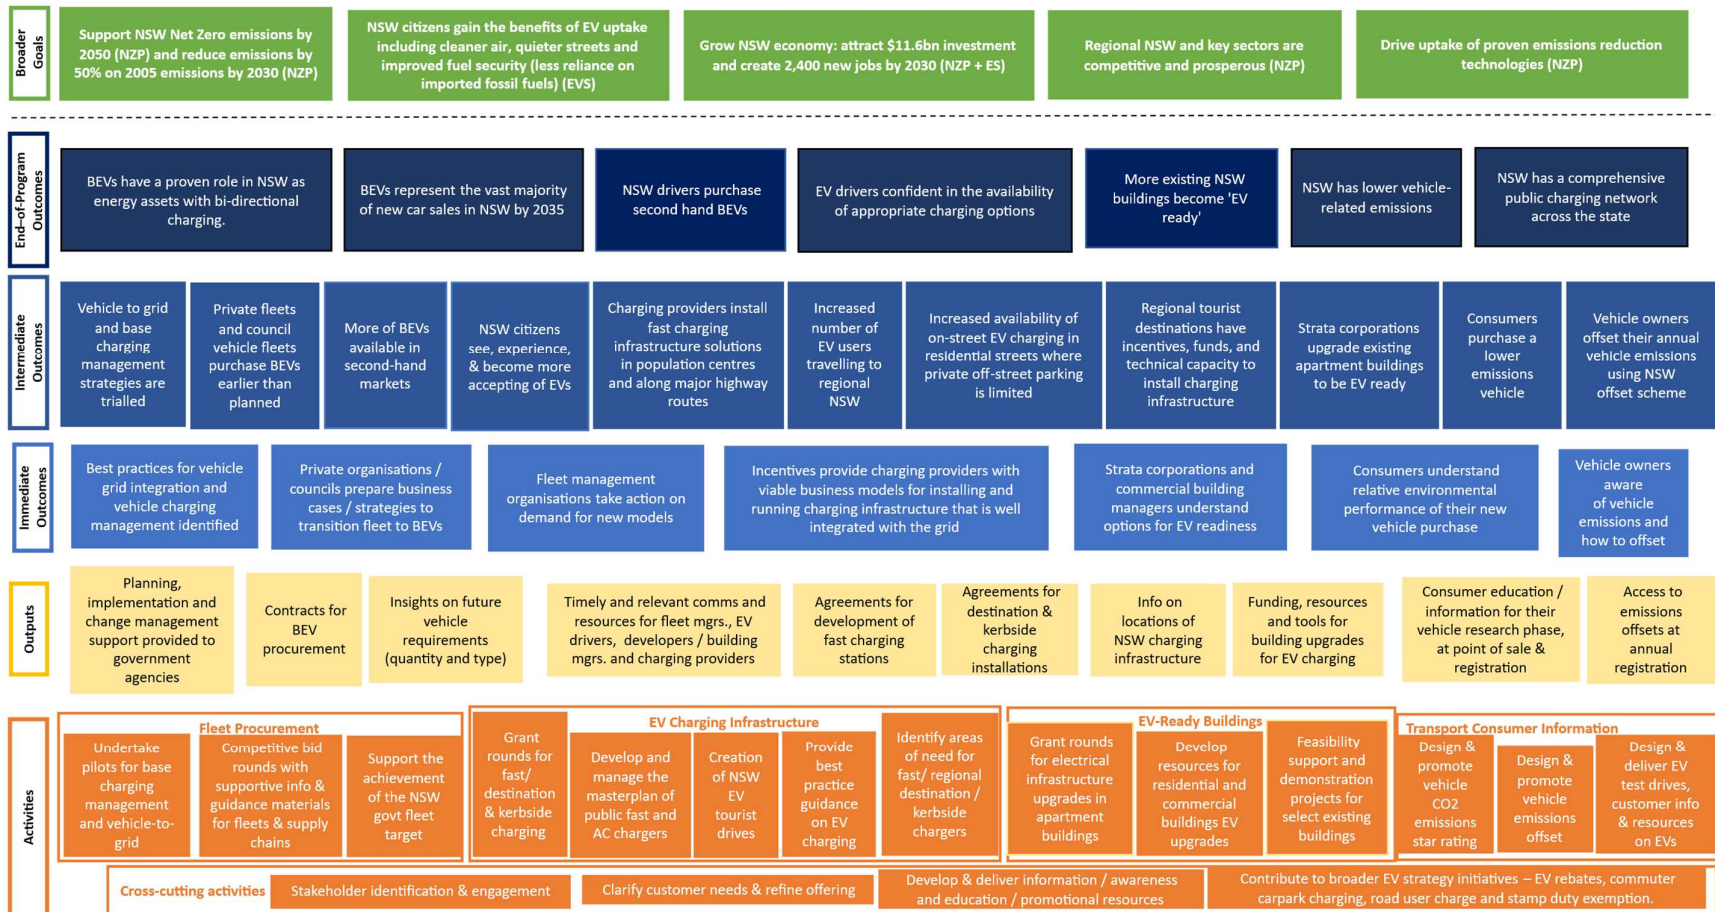 Broader
Goals
Support NSW Net Zero emissions by
2050 (NZP) and reduce emissions by
50% on 2005 emissions by 2030 (NZP)
NSW citizens gain the benefits of EV uptake
including cleaner air, quieter streets and
improved fuel security (less reliance on
imported fossil fuels) (EVS)
Grow NSW economy: attract $11.6bn investment
and create 2,400 new jobs by 2030 (NZP + ES)
Regional NSW and key sectors are
competitive and prosperous (NZP)
Drive uptake of proven emissions reduction
technologies (NZP)
End–of-Program
Outcomes
BEVs have a proven role in NSW as
energy assets with bi-directional
charging.
BEVs represent the vast majority
of new car sales in NSW by 2035
NSW drivers purchase
second hand BEVs
EV drivers confident in the availability
of appropriate charging options
More existing NSW
buildings become 'EV
ready'
NSW has lower vehicle-
related emissions
NSW has a comprehensive
public charging network
across the state
Intermediate
Outcomes
Vehicle to grid
and base
charging
management
strategies are
trialled
Private fleets
and council
vehicle fleets
purchase BEVs
earlier than
planned
More of BEVs
available in
second-hand
markets
NSW citizens
see, experience,
& become more
accepting of EVs
Charging providers install
fast charging
infrastructure solutions
in population centres
and along major highway
routes
Increased
number of
EV users
travelling to
regional
NSW
Increased availability of
on-street EV charging in
residential streets where
private off-street parking
is limited
Regional tourist
destinations have
incentives, funds, and
technical capacity to
install charging
infrastructure
Strata corporations
upgrade existing
apartment buildings
to be EV ready
Consumers
purchase a
lower
emissions
vehicle
Vehicle owners
offset their annual
vehicle emissions
using NSW
offset scheme
Immediate
Outcomes
Best practices for vehicle
grid integration and
vehicle charging
management identified
Private organisations /
councils prepare business
cases / strategies to
transition fleet to BEVs
Fleet management
organisations take action on
demand for new models
Incentives provide charging providers with
viable business models for installing and
running charging infrastructure that is well
integrated with the grid
Strata corporations and
commercial building
managers understand
options for EV readiness
Consumers understand
relative environmental
performance of their new
vehicle purchase
Vehicle owners
aware
of vehicle
emissions and
how to offset
Outputs
Planning,
implementation and
change management
support provided to
government
agencies
Contracts for
BEV
procurement
Insights on future
vehicle
requirements
(quantity and type)
Timely and relevant comms and
resources for fleet mgrs., EV
drivers, developers / building
mgrs. and charging providers
Agreements for
development of
fast charging
stations
Agreements for
destination &
kerbside
charging
installations
Info on
locations of
NSW charging
infrastructure
Funding, resources
and tools for
building upgrades
for EV charging
Consumer education /
information for their
vehicle research phase,
at point of sale &
registration
Access to
emissions
offsets at
annual
registration
Activities
Fleet Procurement
Undertake
pilots for base
charging
management
and vehicle-to-
grid
Competitive bid
rounds with
supportive info &
guidance materials
for fleets & supply
chains
Support the
achievement
of the NSW
govt fleet
target
EV Charging Infrastructure
Grant
rounds for
fast/
destination
& kerbside
charging
Develop and
manage the
masterplan of
public fast and
AC chargers
Creation
of NSW
EV
tourist
drives
Provide
best
practice
guidance
on EV
charging
Identify areas
of need for
fast/ regional
destination /
kerbside
chargers
EV-Ready Buildings
Grant rounds
for electrical
infrastructure
upgrades in
apartment
buildings
Develop
resources for
residential and
commercial
buildings EV
upgrades
Feasibility
support and
demonstration
projects for
select existing
buildings
Transport Consumer Information
Design &
promote
vehicle
CO2
emissions
star rating
Design &
promote
vehicle
emissions
offset
Design &
deliver EV
test drives,
customer info
& resources
on EVs
Cross-cutting activities
Stakeholder identification & engagement
Clarify customer needs & refine offering
Develop & deliver information / awareness
and education / promotional resources
Contribute to broader EV strategy initiatives – EV rebates, commuter
carpark charging, road user charge and stamp duty exemption.